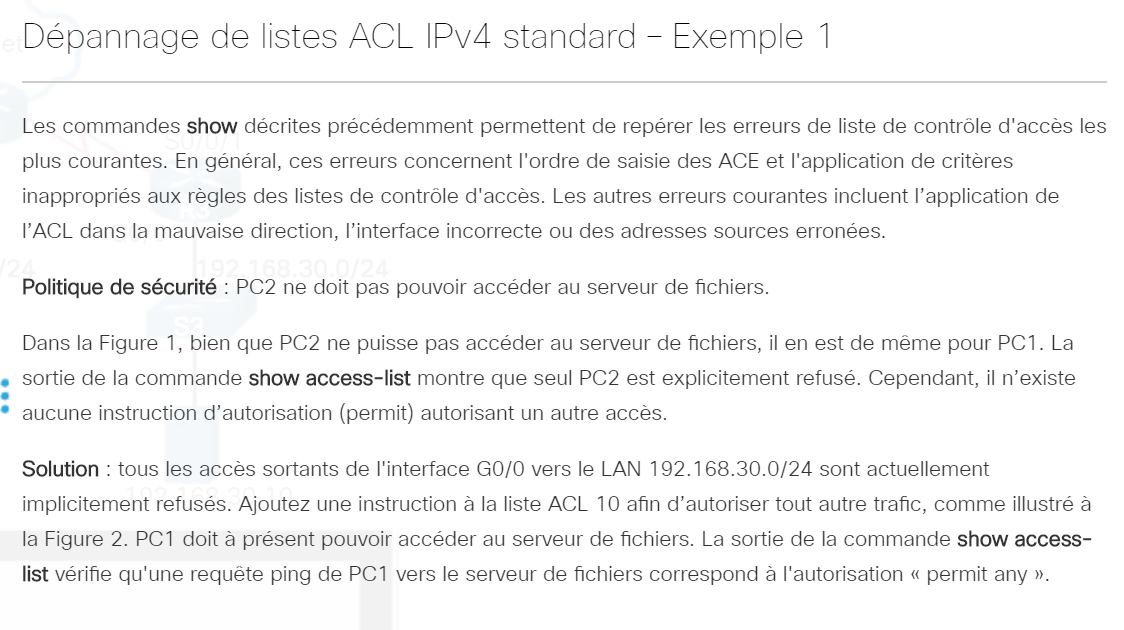 Dépannage de listes ACL IPv4 standard – Exemple 1
Les commandes show décrites précédemment permettent de repérer les erreurs de liste de contrôle d'accès les
plus courantes. En général, ces erreurs concernent l'ordre de saisie des ACE et l'application de critères
inappropriés aux règles des listes de contrôle d'accès. Les autres erreurs courantes incluent l’application de
l’ACL dans la mauvaise direction, l’interface incorrecte ou des adresses sources erronées.
192.168.30.0/24
Politique de sécurité : PC2 ne doit pas pouvoir accéder au serveur de fichiers.
S3
Dans la Figure 1, bien que PC2 ne puisse pas accéder au serveur de fichiers, il en est de même pour PC1. La
sortie de la commande show access-list montre que seul PC2 est explicitement refusé. Cependant, il n’existe
aucune instruction d’autorisation (permit) autorisant un autre accès.
Solution : tous les accès sortants de l'interface G0/0 vers le LAN 192.168.30.0/24 sont actuellement
implicitement refusés. Ajoutez une instruction à la liste ACL 10 afin d’autoriser tout autre trafic, comme illustré à
la Figure 2. PC1 doit à présent pouvoir accéder au serveur de fichiers. La sortie de la commande show access-
list vérifie qu'une requête ping de PC1 vers le serveur de fichiers correspond à l'autorisation « permit any ».